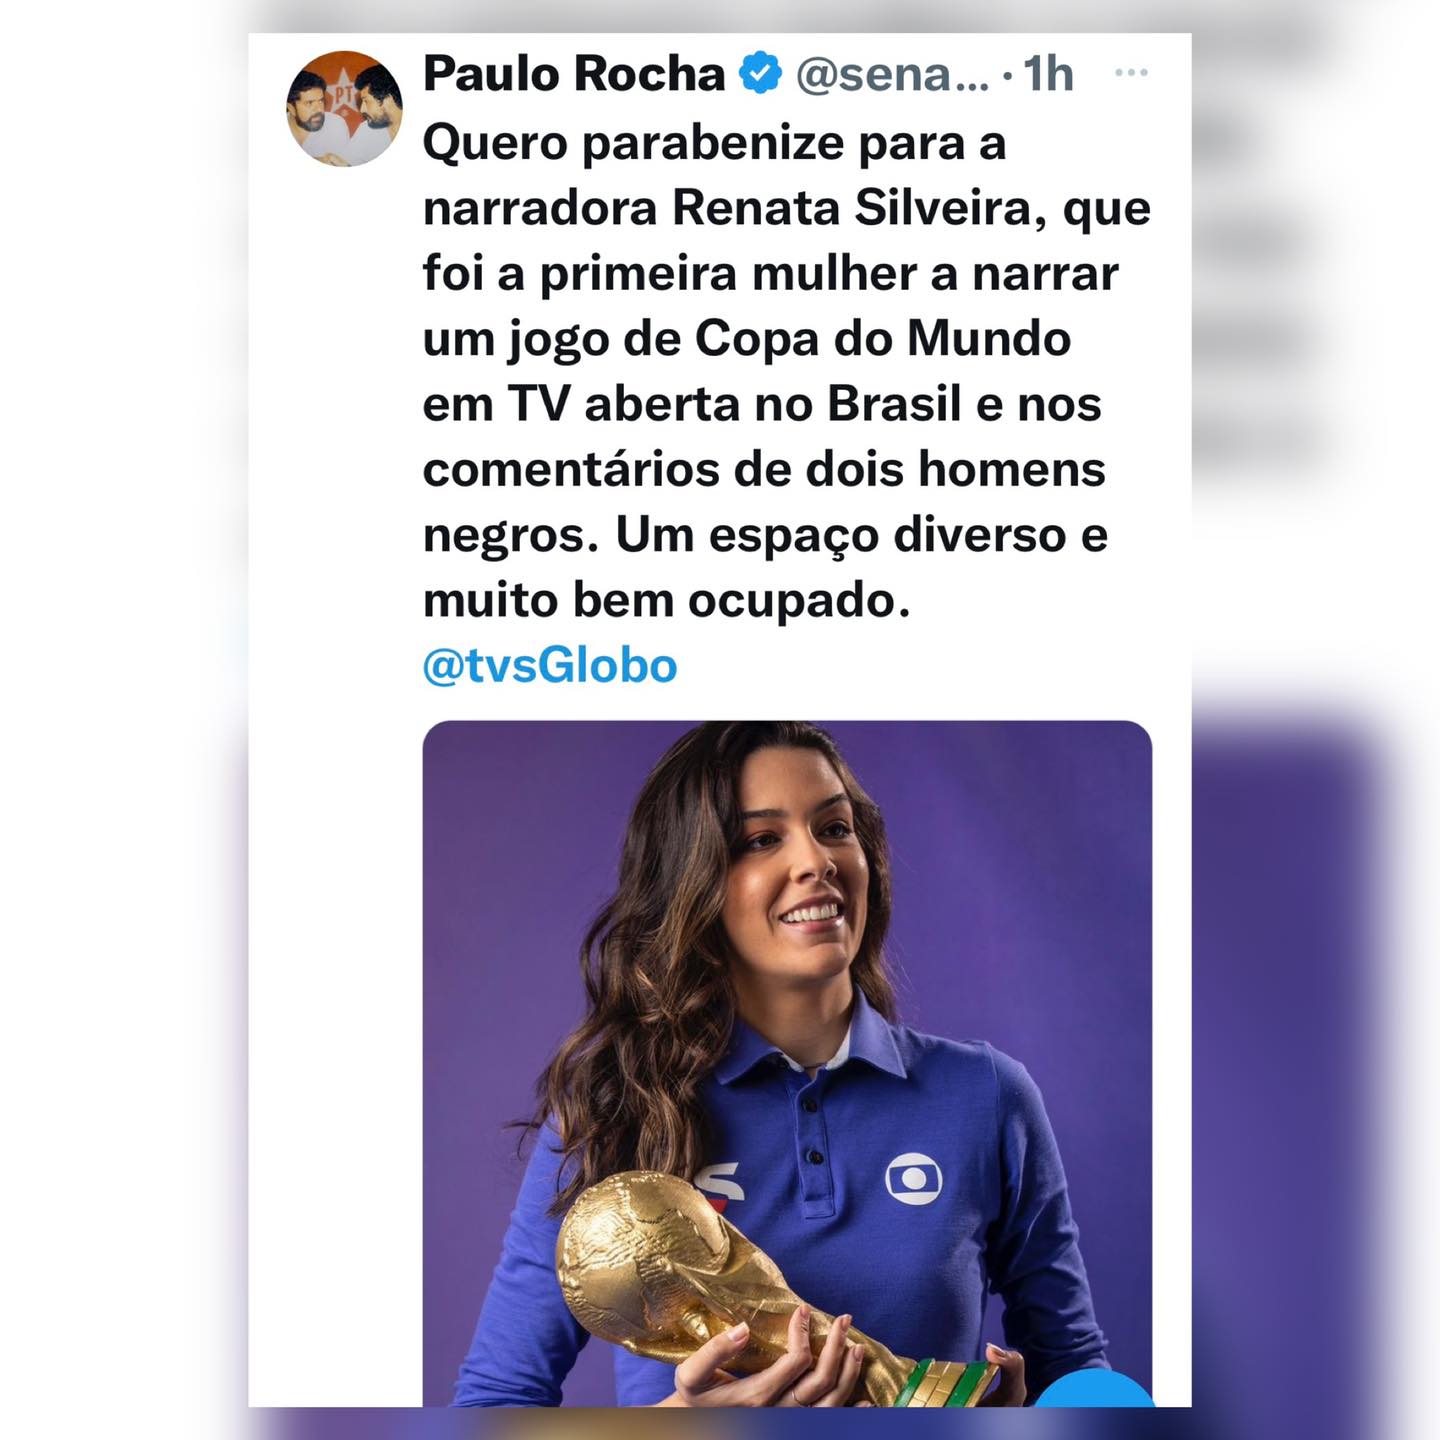 Paulo Rocha @sena... · 1h
Quero parabenize para a
narradora Renata Silveira, que
foi a primeira mulher a narrar
um jogo de Copa do Mundo
em TV aberta no Brasil e nos
comentários de dois homens
negros. Um espaço diverso e
muito bem ocupado.
@tvsGlobo
PT
S